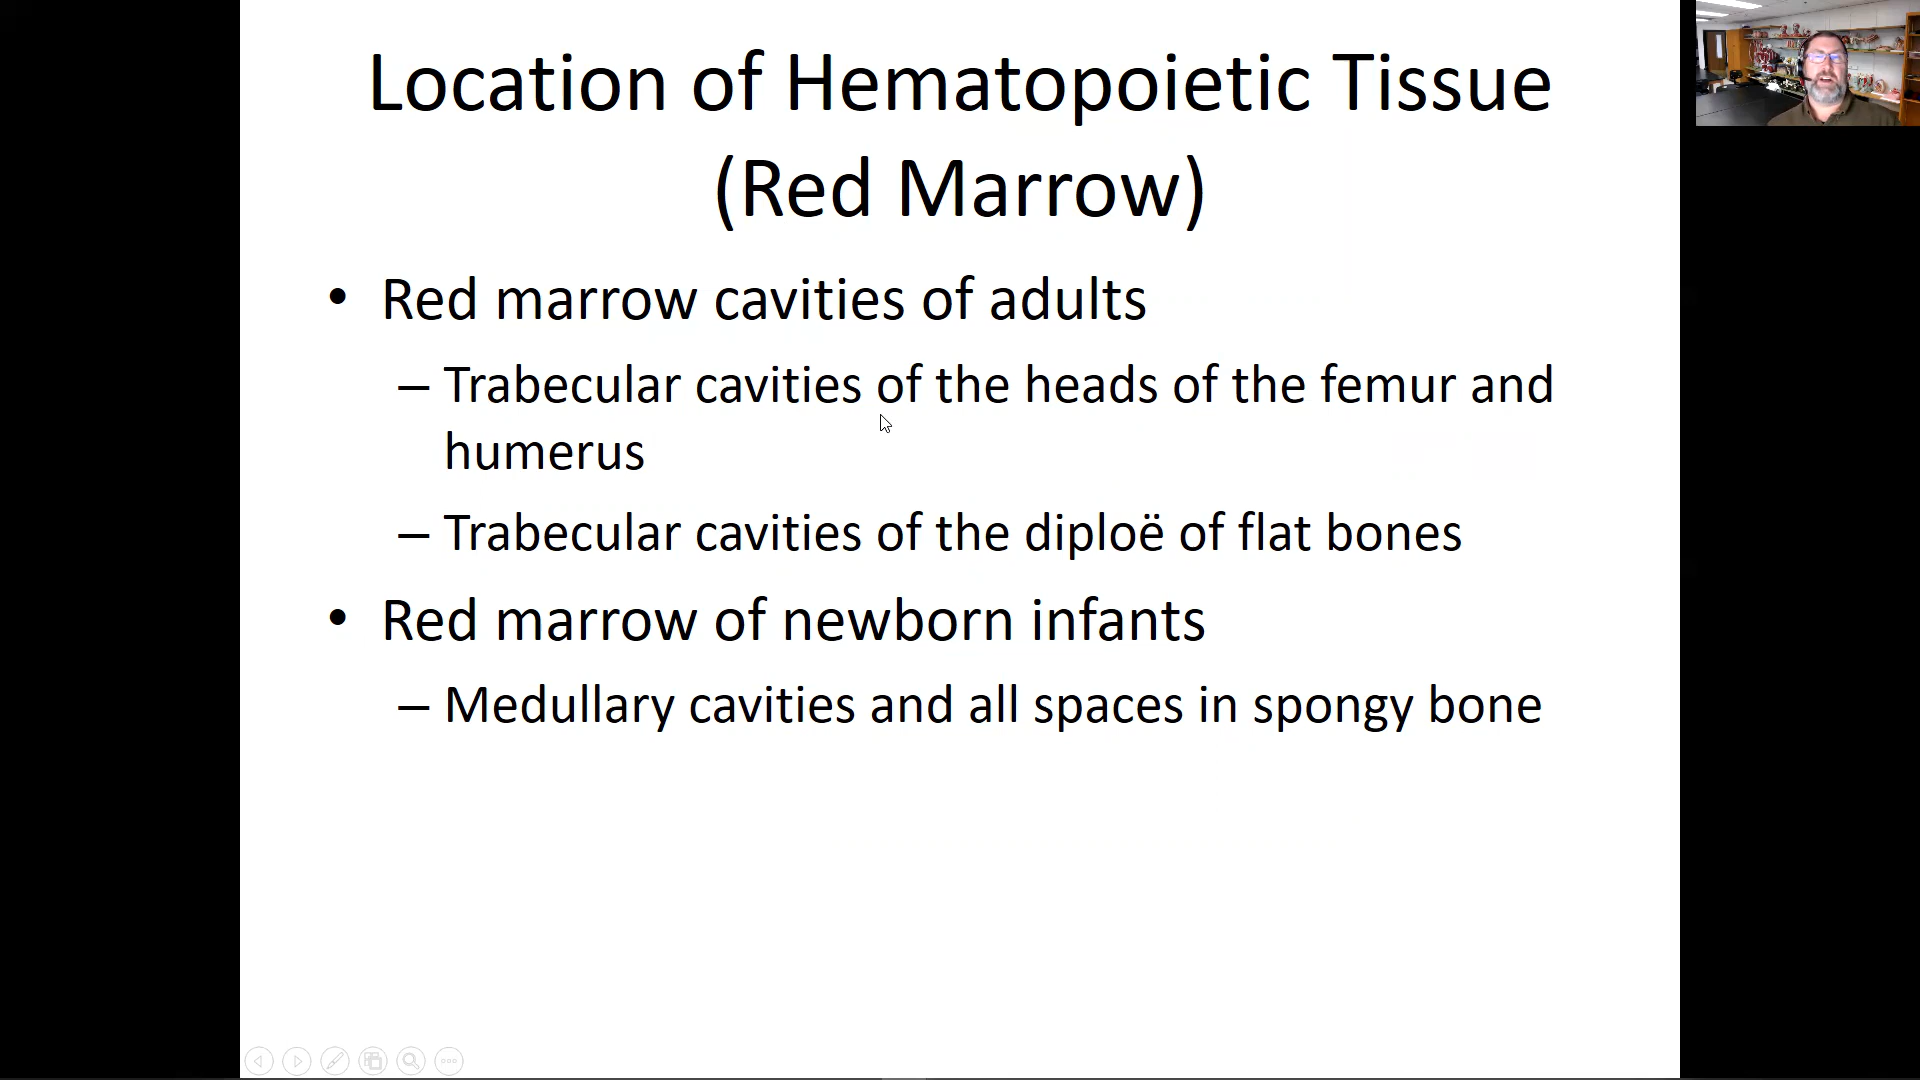 Location of Hematopoietic Tissue
(Red Marrow)
• Red marrow cavities of adults
– Trabecular cavities of the heads of the femur and
humerus
– Trabecular cavities of the diploë of flat bones
• Red marrow of newborn infants
– Medullary cavities and all spaces in spongy bone